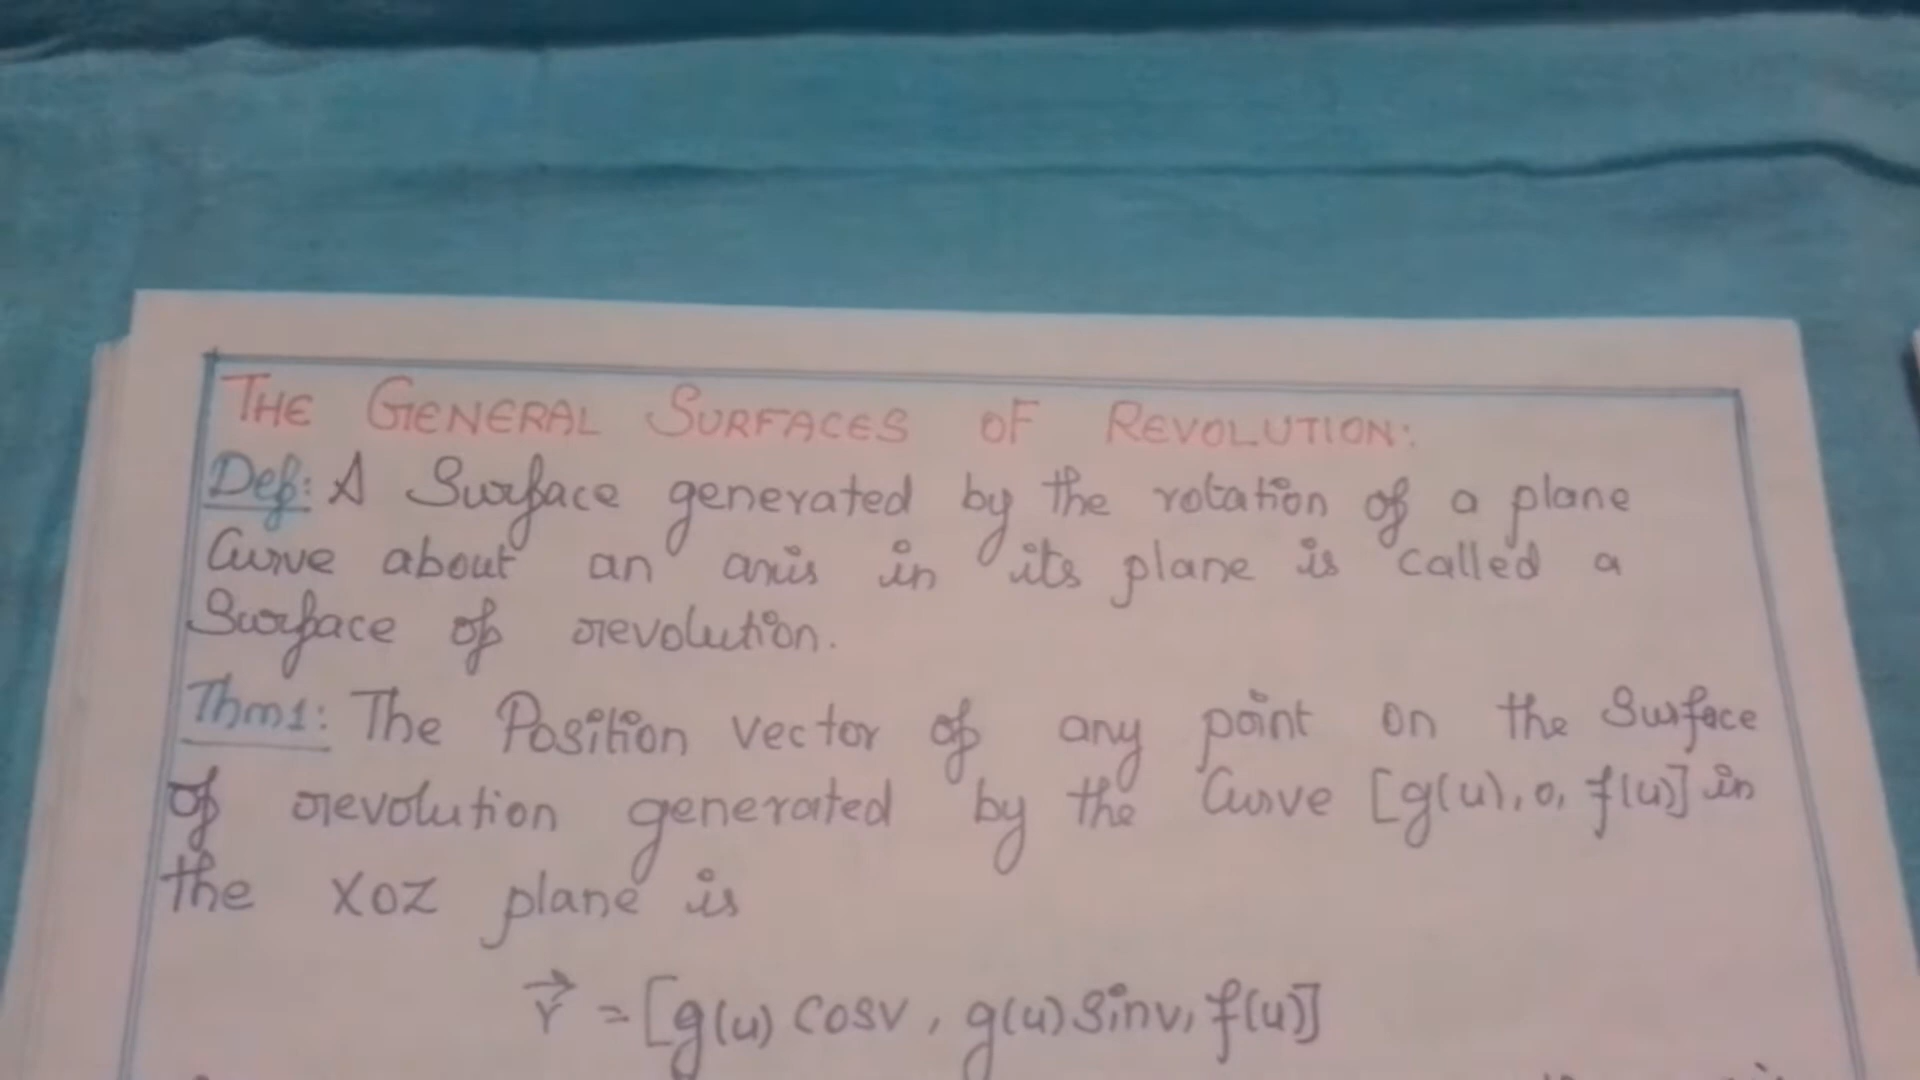 THE GENERAL SURFACES OF REVOLUTION:
Def: A Surface generated by the rotation of a plane
Curve about an axis in its plane is called a
Surface of revolution.
Thm1: The Position vector of any point on the Surface
of revolution generated by the Curve [g(u), 0, f(u)] in
the XOZ plane is
r⃗ = [g(u) cosv, g(u) sinv, f(u)]